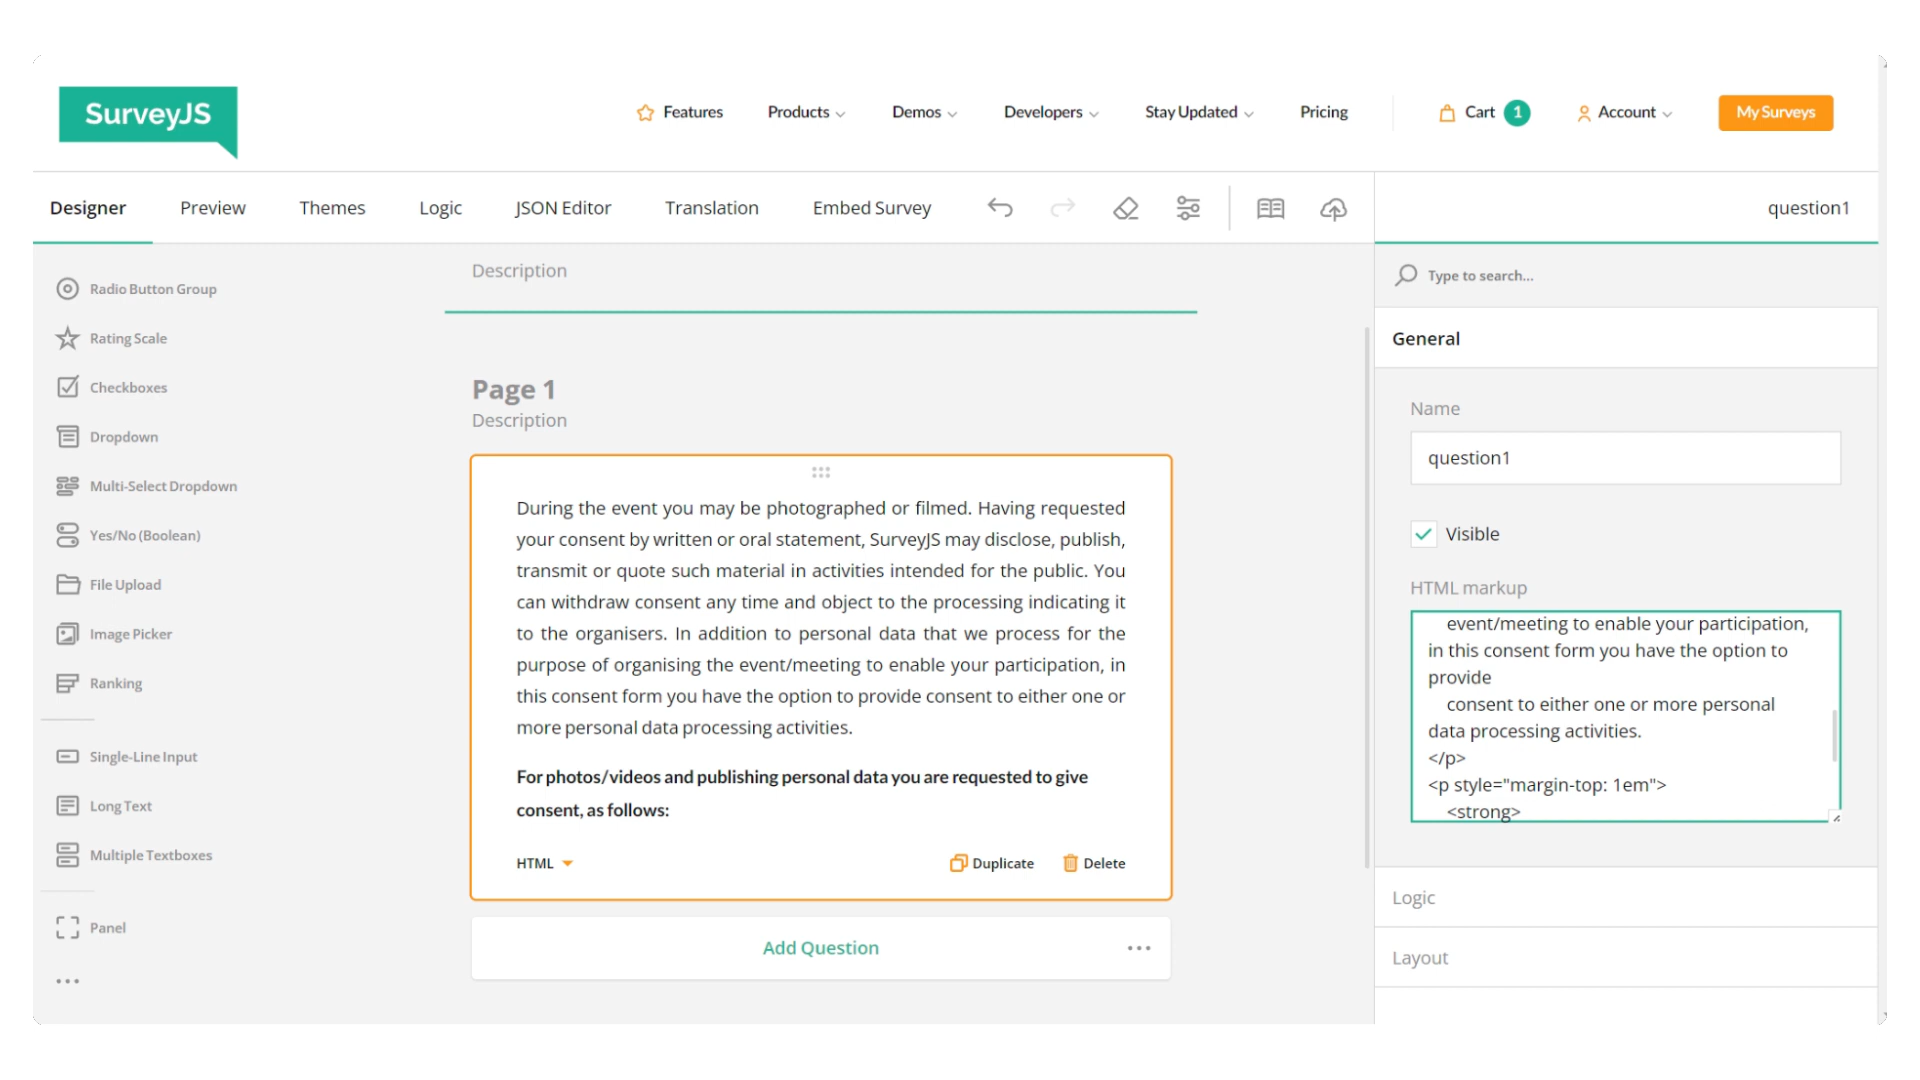 SurveyJS
Features
Products
Demos
Developers
Stay Updated
Pricing
Cart 1
Account
My Surveys
Designer
Preview
Themes
Logic
JSON Editor
Translation
Embed Survey
question1
Radio Button Group
Rating Scale
Checkboxes
Dropdown
Multi-Select Dropdown
Yes/No (Boolean)
File Upload
Image Picker
Ranking
Single-Line Input
Long Text
Multiple Textboxes
Panel
Description
Page 1
Description
During the event you may be photographed or filmed. Having requested
your consent by written or oral statement, SurveyJS may disclose, publish,
transmit or quote such material in activities intended for the public. You
can withdraw consent any time and object to the processing indicating it
to the organisers. In addition to personal data that we process for the
purpose of organising the event/meeting to enable your participation, in
this consent form you have the option to provide consent to either one or
more personal data processing activities.
For photos/videos and publishing personal data you are requested to give
consent, as follows:
HTML
Duplicate
Delete
Add Question
Type to search...
General
Name
question1
Visible
HTML markup
event/meeting to enable your participation,
in this consent form you have the option to
provide
consent to either one or more personal
data processing activities.
</p>
<p style="margin-top: 1em">
<strong>
Logic
Layout